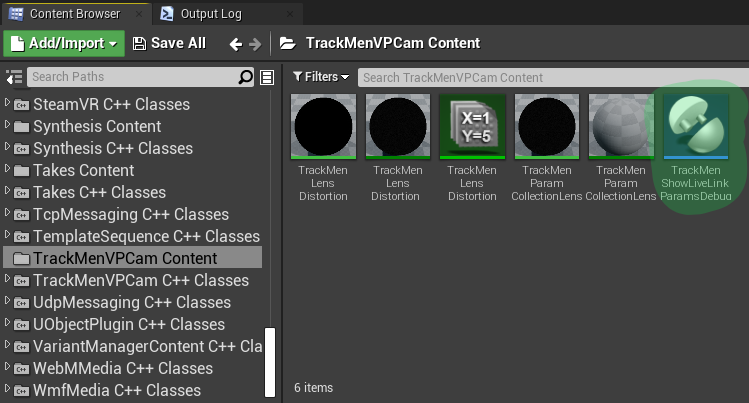 Content Browser
Output Log
Add/Import
Save All
TrackMenVPCam Content
Search Paths
Filters
Search TrackMenVPCam Content
SteamVR C++ Classes
Synthesis Content
Synthesis C++ Classes
Takes Content
Takes C++ Classes
TcpMessaging C++ Classes
TemplateSequence C++ Classes
TrackMenVPCam Content
TrackMenVPCam C++ Classes
UdpMessaging C++ Classes
UObjectPlugin C++ Classes
VariantManagerContent C++ Cla
WebMMedia C++ Classes
WmfMedia C++ Classes
TrackMen
Lens
Distortion
TrackMen
Lens
Distortion
X=1
Y=5
TrackMen
Lens
Distortion
TrackMen
Param
CollectionLens
TrackMen
Param
CollectionLens
TrackMen
ShowLiveLink
ParamsDebug
6 items